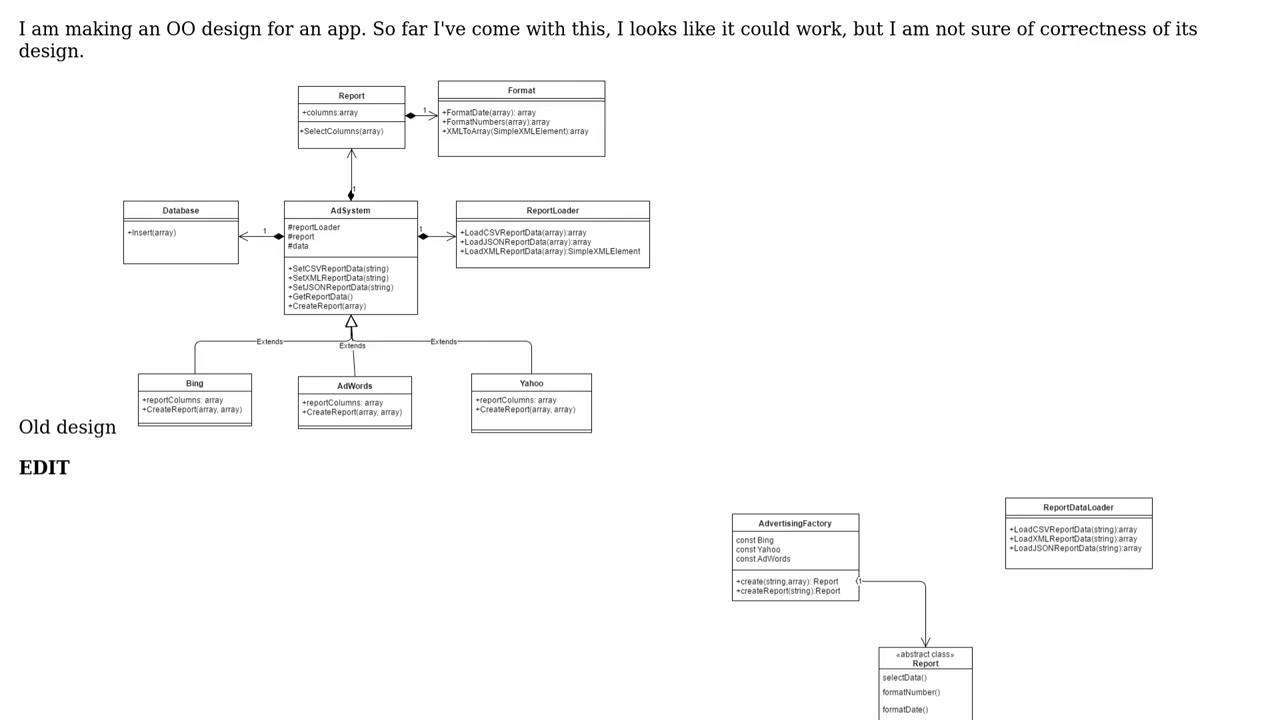 I am making an OO design for an app. So far I've come with this, I looks like it could work, but I am not sure of correctness of its
design.
Report
+columns:array
+SelectColumns(array)
1
Format
+FormatDate(array): array
+FormatNumbers(array):array
+XMLToArray(SimpleXMLElement):array
1
Database
+Insert(array)
1
AdSystem
#reportLoader
#report
#data
+SetCSVReportData(string)
+SetXMLReportData(string)
+SetJSONReportData(string)
+GetReportData()
+CreateReport(array)
1
ReportLoader
+LoadCSVReportData(array):array
+LoadJSONReportData(array):array
+LoadXMLReportData(array):SimpleXMLElement
Extends
Extends
Extends
Bing
+reportColumns: array
+CreateReport(array, array)
AdWords
+reportColumns: array
+CreateReport(array, array)
Yahoo
+reportColumns: array
+CreateReport(array, array)
Old design
EDIT
AdvertisingFactory
const Bing
const Yahoo
const AdWords
+create(string,array): Report
+createReport(string):Report
1
ReportDataLoader
+LoadCSVReportData(string):array
+LoadXMLReportData(string):array
+LoadJSONReportData(string):array
«abstract class»
Report
selectData()
formatNumber()
formatDate()